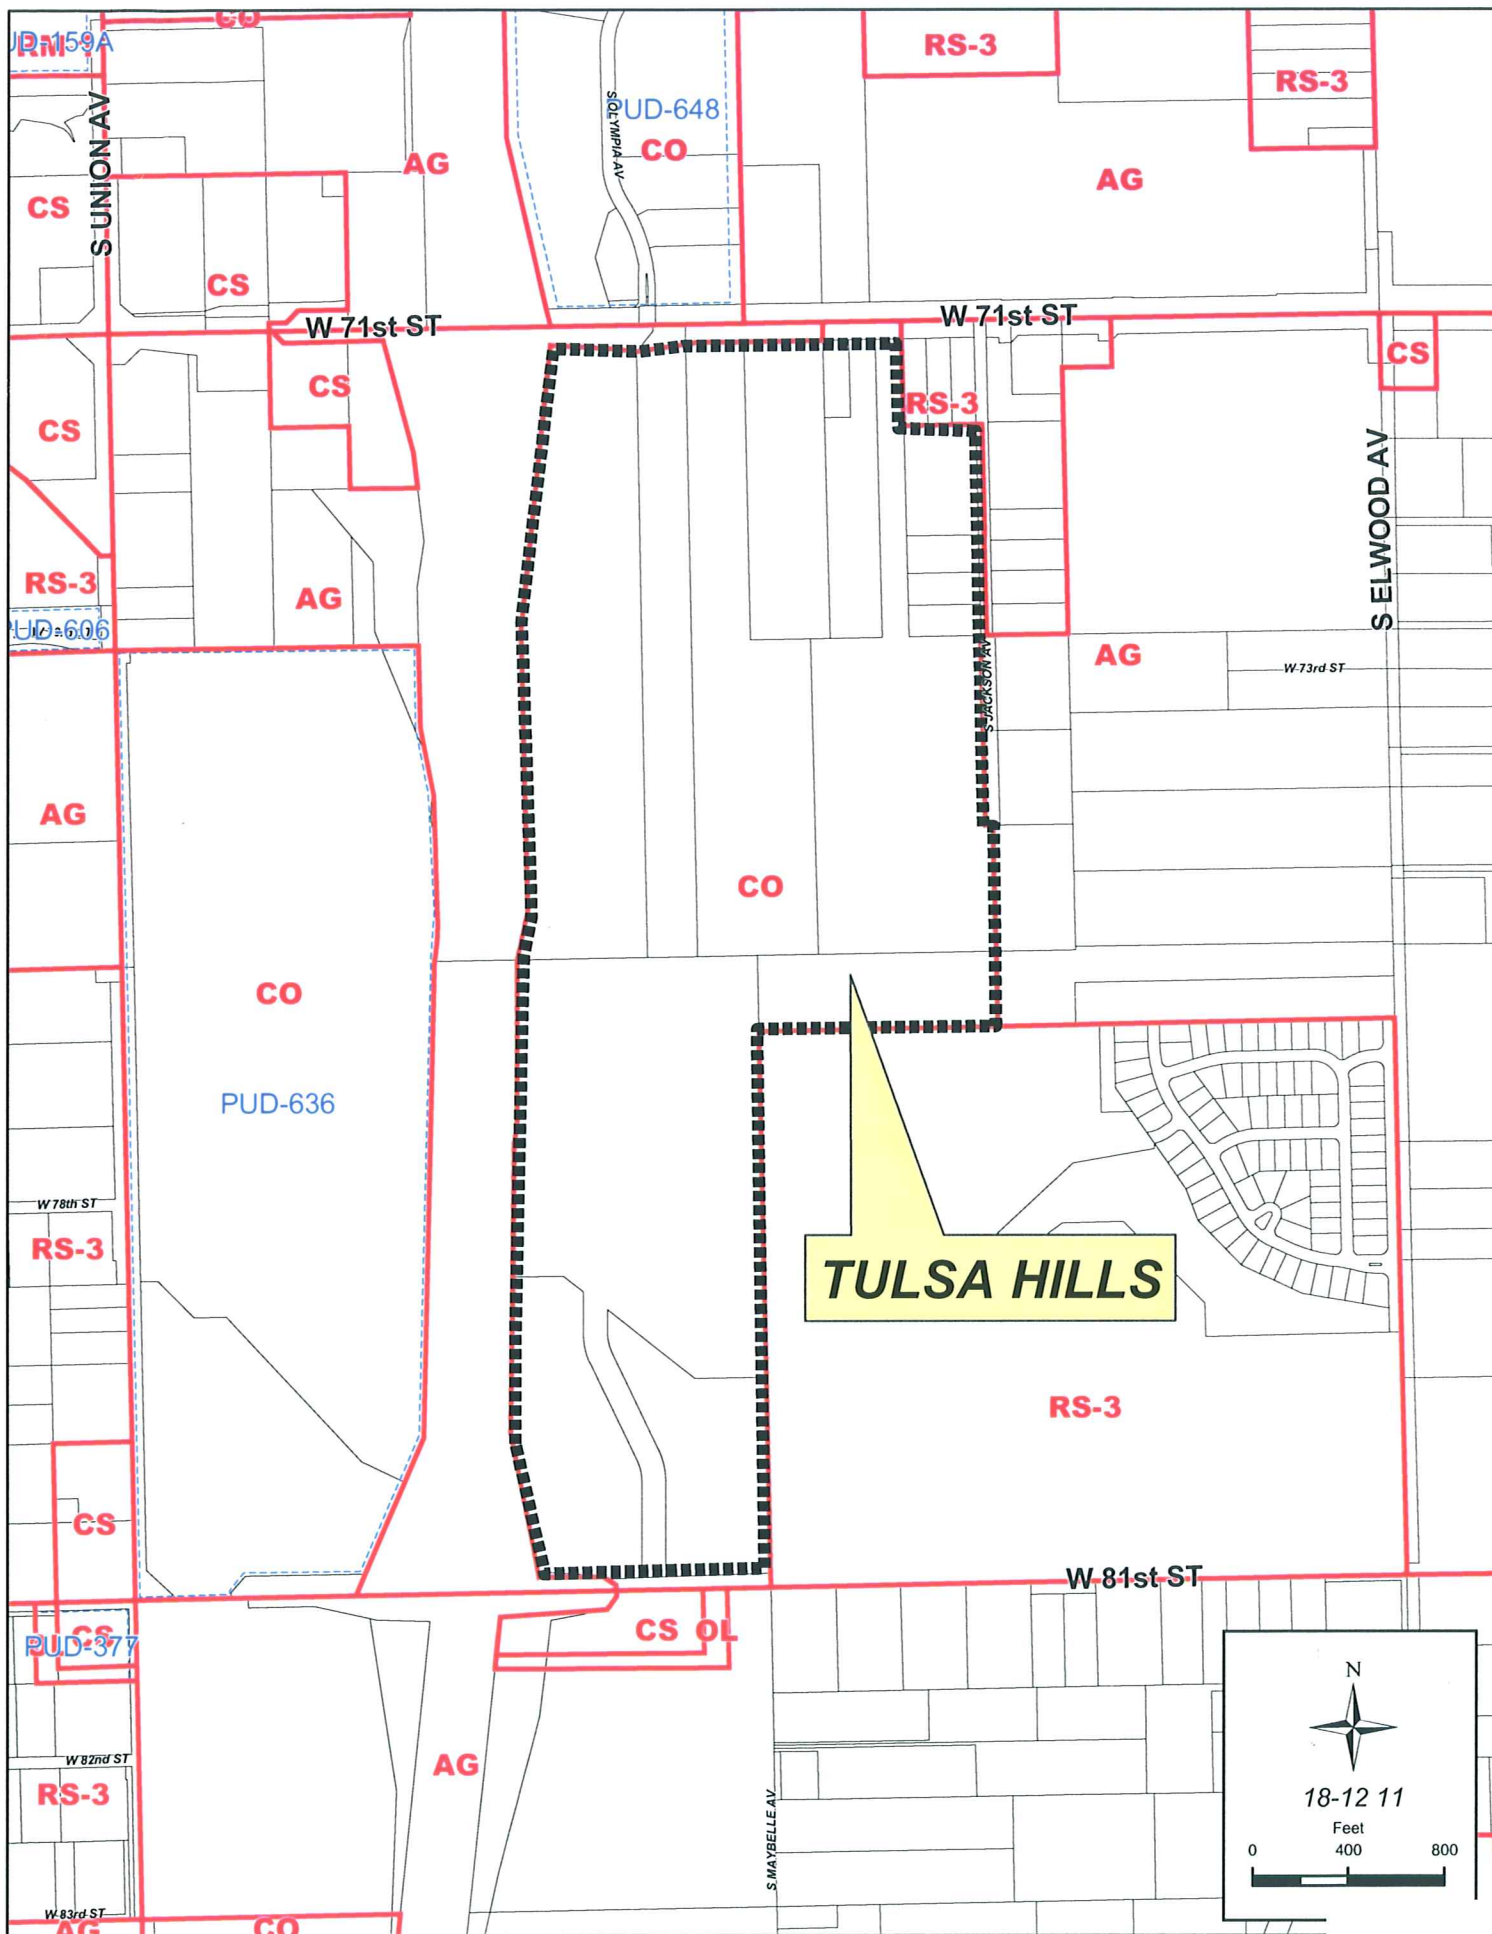 CO
UD-159A
RM-1
RS-3
RS-3
S UNION AV
S OLYMPIA AV
PUD-648
CO
AG
AG
CS
CS
W 71st ST
W 71st ST
CS
CS
CS
RS-3
S ELWOOD AV
RS-3
AG
PUD-606
AG
S JACKSON AV
W 73rd ST
AG
CO
CO
PUD-636
W 78th ST
RS-3
TULSA HILLS
RS-3
CS
W 81st ST
CS
PUD-377
CS
OL
AG
W 82nd ST
RS-3
S MAYBELLE AV
W 83rd ST
AG
CO
N
18-12 11
Feet
0 400 800